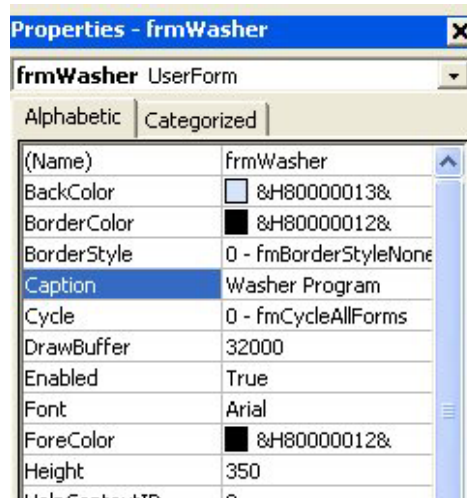 Properties - frmWasher
frmWasher UserForm
Alphabetic Categorized
(Name) frmWasher
BackColor &H80000013&
BorderColor &H80000012&
BorderStyle 0 - fmBorderStyleNone
Caption Washer Program
Cycle 0 - fmCycleAllForms
DrawBuffer 32000
Enabled True
Font Arial
ForeColor &H80000012&
Height 350